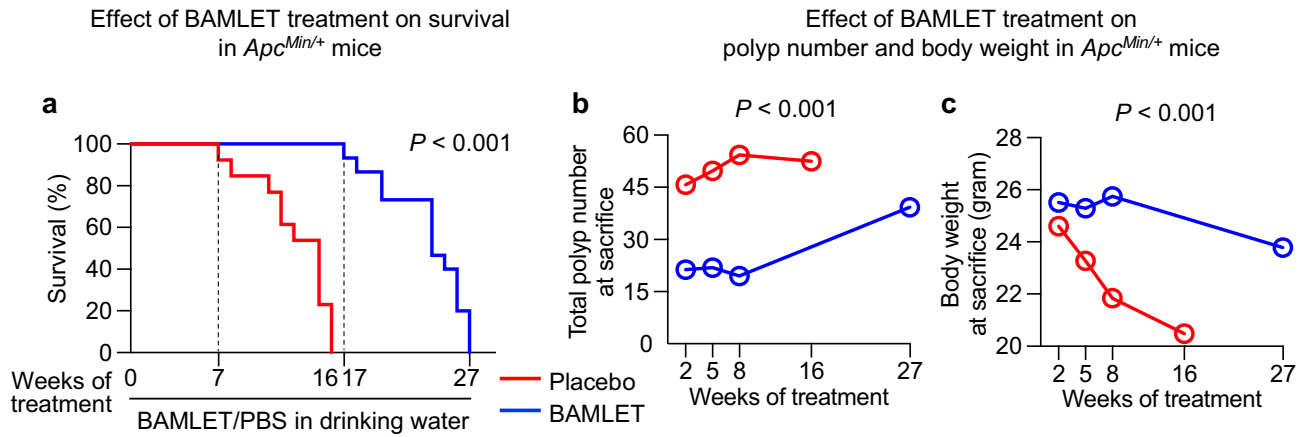 Effect of BAMLET treatment on survival
in ApcMin/+ mice
Effect of BAMLET treatment on
polyp number and body weight in ApcMin/+ mice
a
P < 0.001
Survival (%)
100
80
60
40
20
0
Weeks of
treatment
0 7 16 17 27
BAMLET/PBS in drinking water
Placebo
BAMLET
b
P < 0.001
Total polyp number
at sacrifice
60
45
30
15
0
2 5 8 16 27
Weeks of treatment
c
P < 0.001
Body weight
at sacrifice (gram)
28
26
24
22
20
2 5 8 16 27
Weeks of treatment